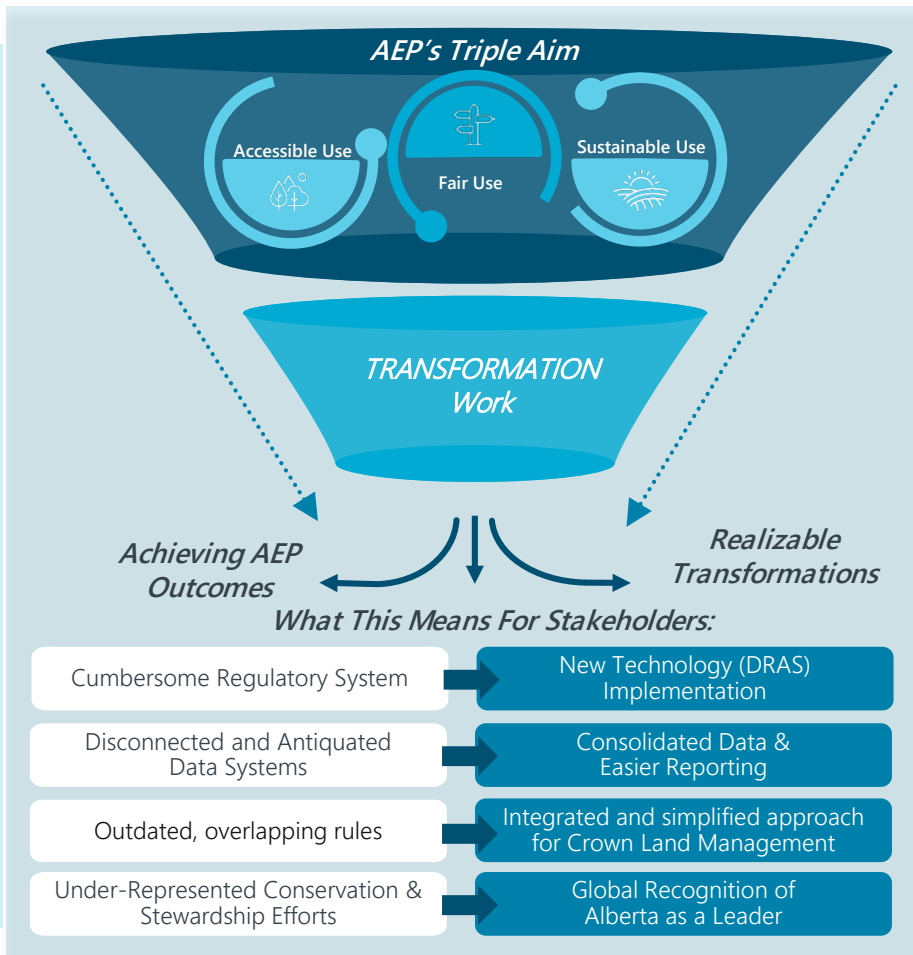 AEP's Triple Aim
Accessible Use
Fair Use
Sustainable Use
TRANSFORMATION
Work
Achieving AEP
Outcomes
Realizable
Transformations
What This Means For Stakeholders:
Cumbersome Regulatory System
New Technology (DRAS)
Implementation
Disconnected and Antiquated
Data Systems
Consolidated Data &
Easier Reporting
Outdated, overlapping rules
Integrated and simplified approach
for Crown Land Management
Under-Represented Conservation &
Stewardship Efforts
Global Recognition of
Alberta as a Leader